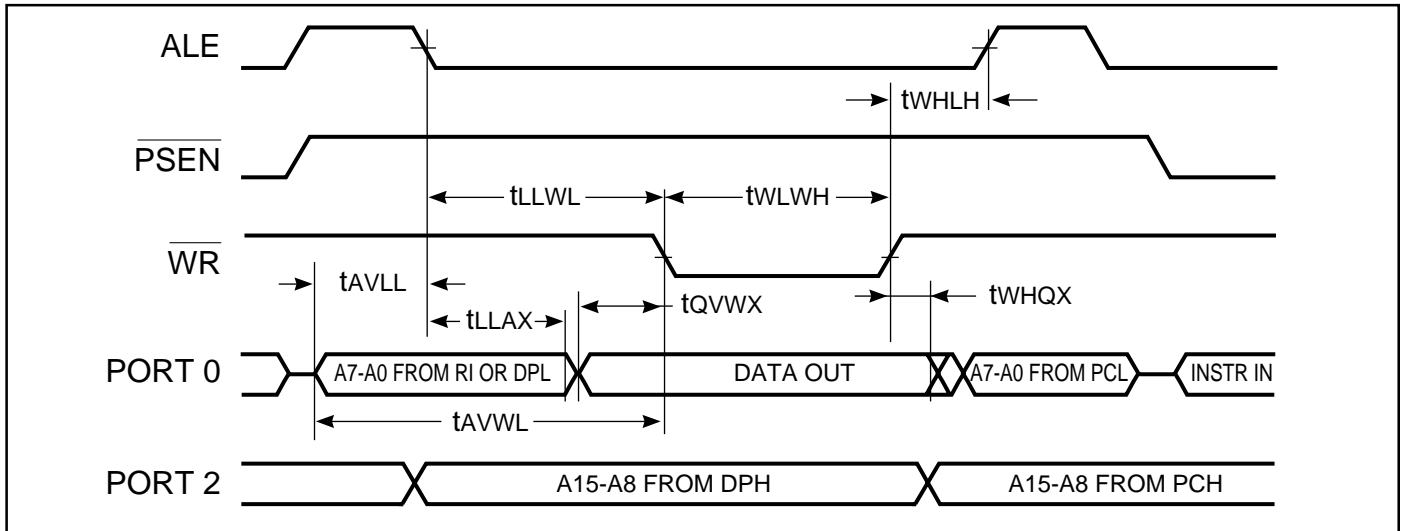 ALE
tWHLH
PSEN
tLLWL
tWLWH
WR
tAVLL
tQVWX
tWHQX
tLLAX
PORT 0
A7-A0 FROM RI OR DPL
DATA OUT
A7-A0 FROM PCL
INSTR IN
tAVWL
PORT 2
A15-A8 FROM DPH
A15-A8 FROM PCH